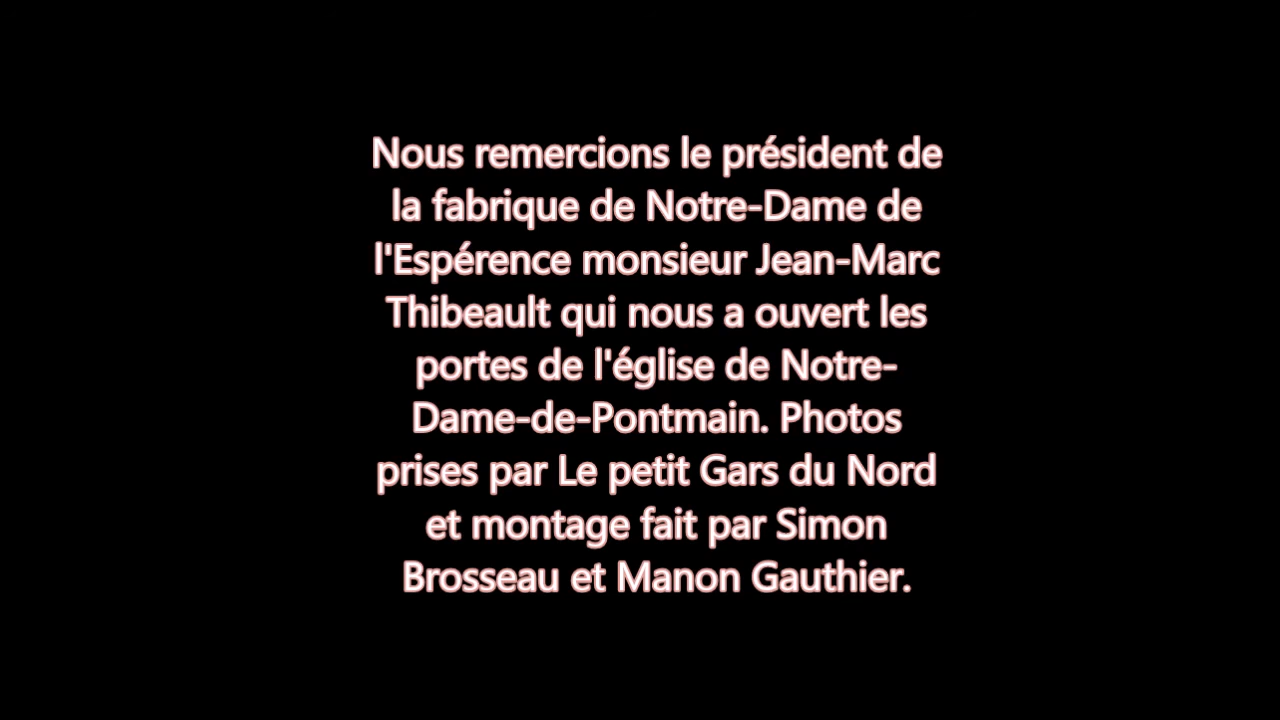 Nous remercions le président de
la fabrique de Notre-Dame de
l'Espérence monsieur Jean-Marc
Thibeault qui nous a ouvert les
portes de l'église de Notre-
Dame-de-Pontmain. Photos
prises par Le petit Gars du Nord
et montage fait par Simon
Brosseau et Manon Gauthier.